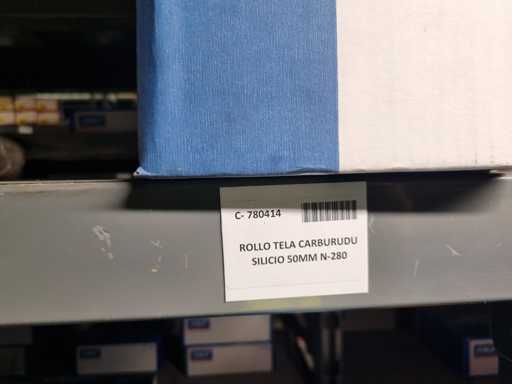 C- 780414
ROLLO TELA CARBURUDU
SILICIO 50MM N-280